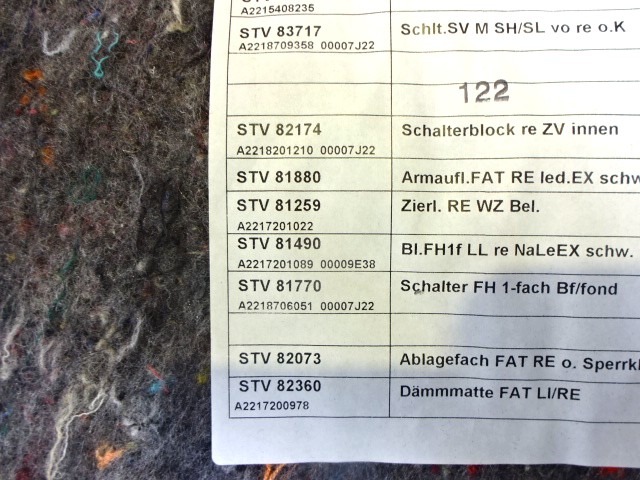 A2215408235
STV 83717 Schlt.SV M SH/SL vo re o.K
A2218709358 00007J22
122
STV 82174 Schalterblock re ZV innen
A2218201210 00007J22
STV 81880 Armaufl.FAT RE led.EX schw
STV 81259 Zierl. RE WZ Bel.
A2217201022
STV 81490 Bl.FH1f LL re NaLeEX schw.
A2217201089 00009E38
STV 81770 Schalter FH 1-fach Bf/fond
A2218706051 00007J22
STV 82073 Ablagefach FAT RE o. Sperrkl
STV 82360 Dämmmatte FAT LI/RE
A2217200978